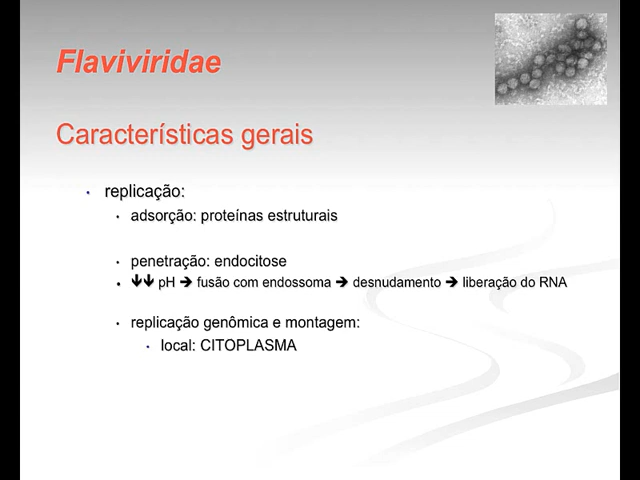 Flaviviridae
Características gerais
• replicação:
• adsorção: proteínas estruturais
• penetração: endocitose
• 🡻🡻 pH 🡺 fusão com endossoma 🡺 desnudamento 🡺 liberação do RNA
• replicação genômica e montagem:
• local: CITOPLASMA